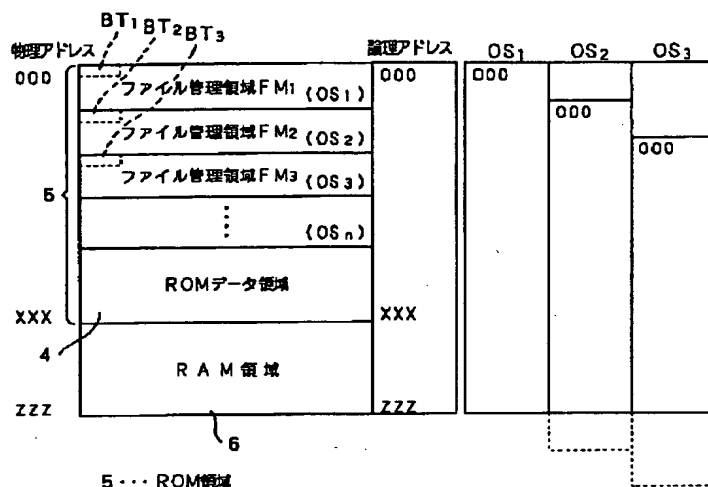 BT1 BT2 BT3
物理アドレス 論理アドレス OS1 OS2 OS3
000 ファイル管理領域FM1 (OS1) 000 000
ファイル管理領域FM2 (OS2) 000
ファイル管理領域FM3 (OS3) 000
5
(OSn)
ROMデータ領域
XXX XXX
4
RAM領域
ZZZ ZZZ
6
5・・・ROM領域